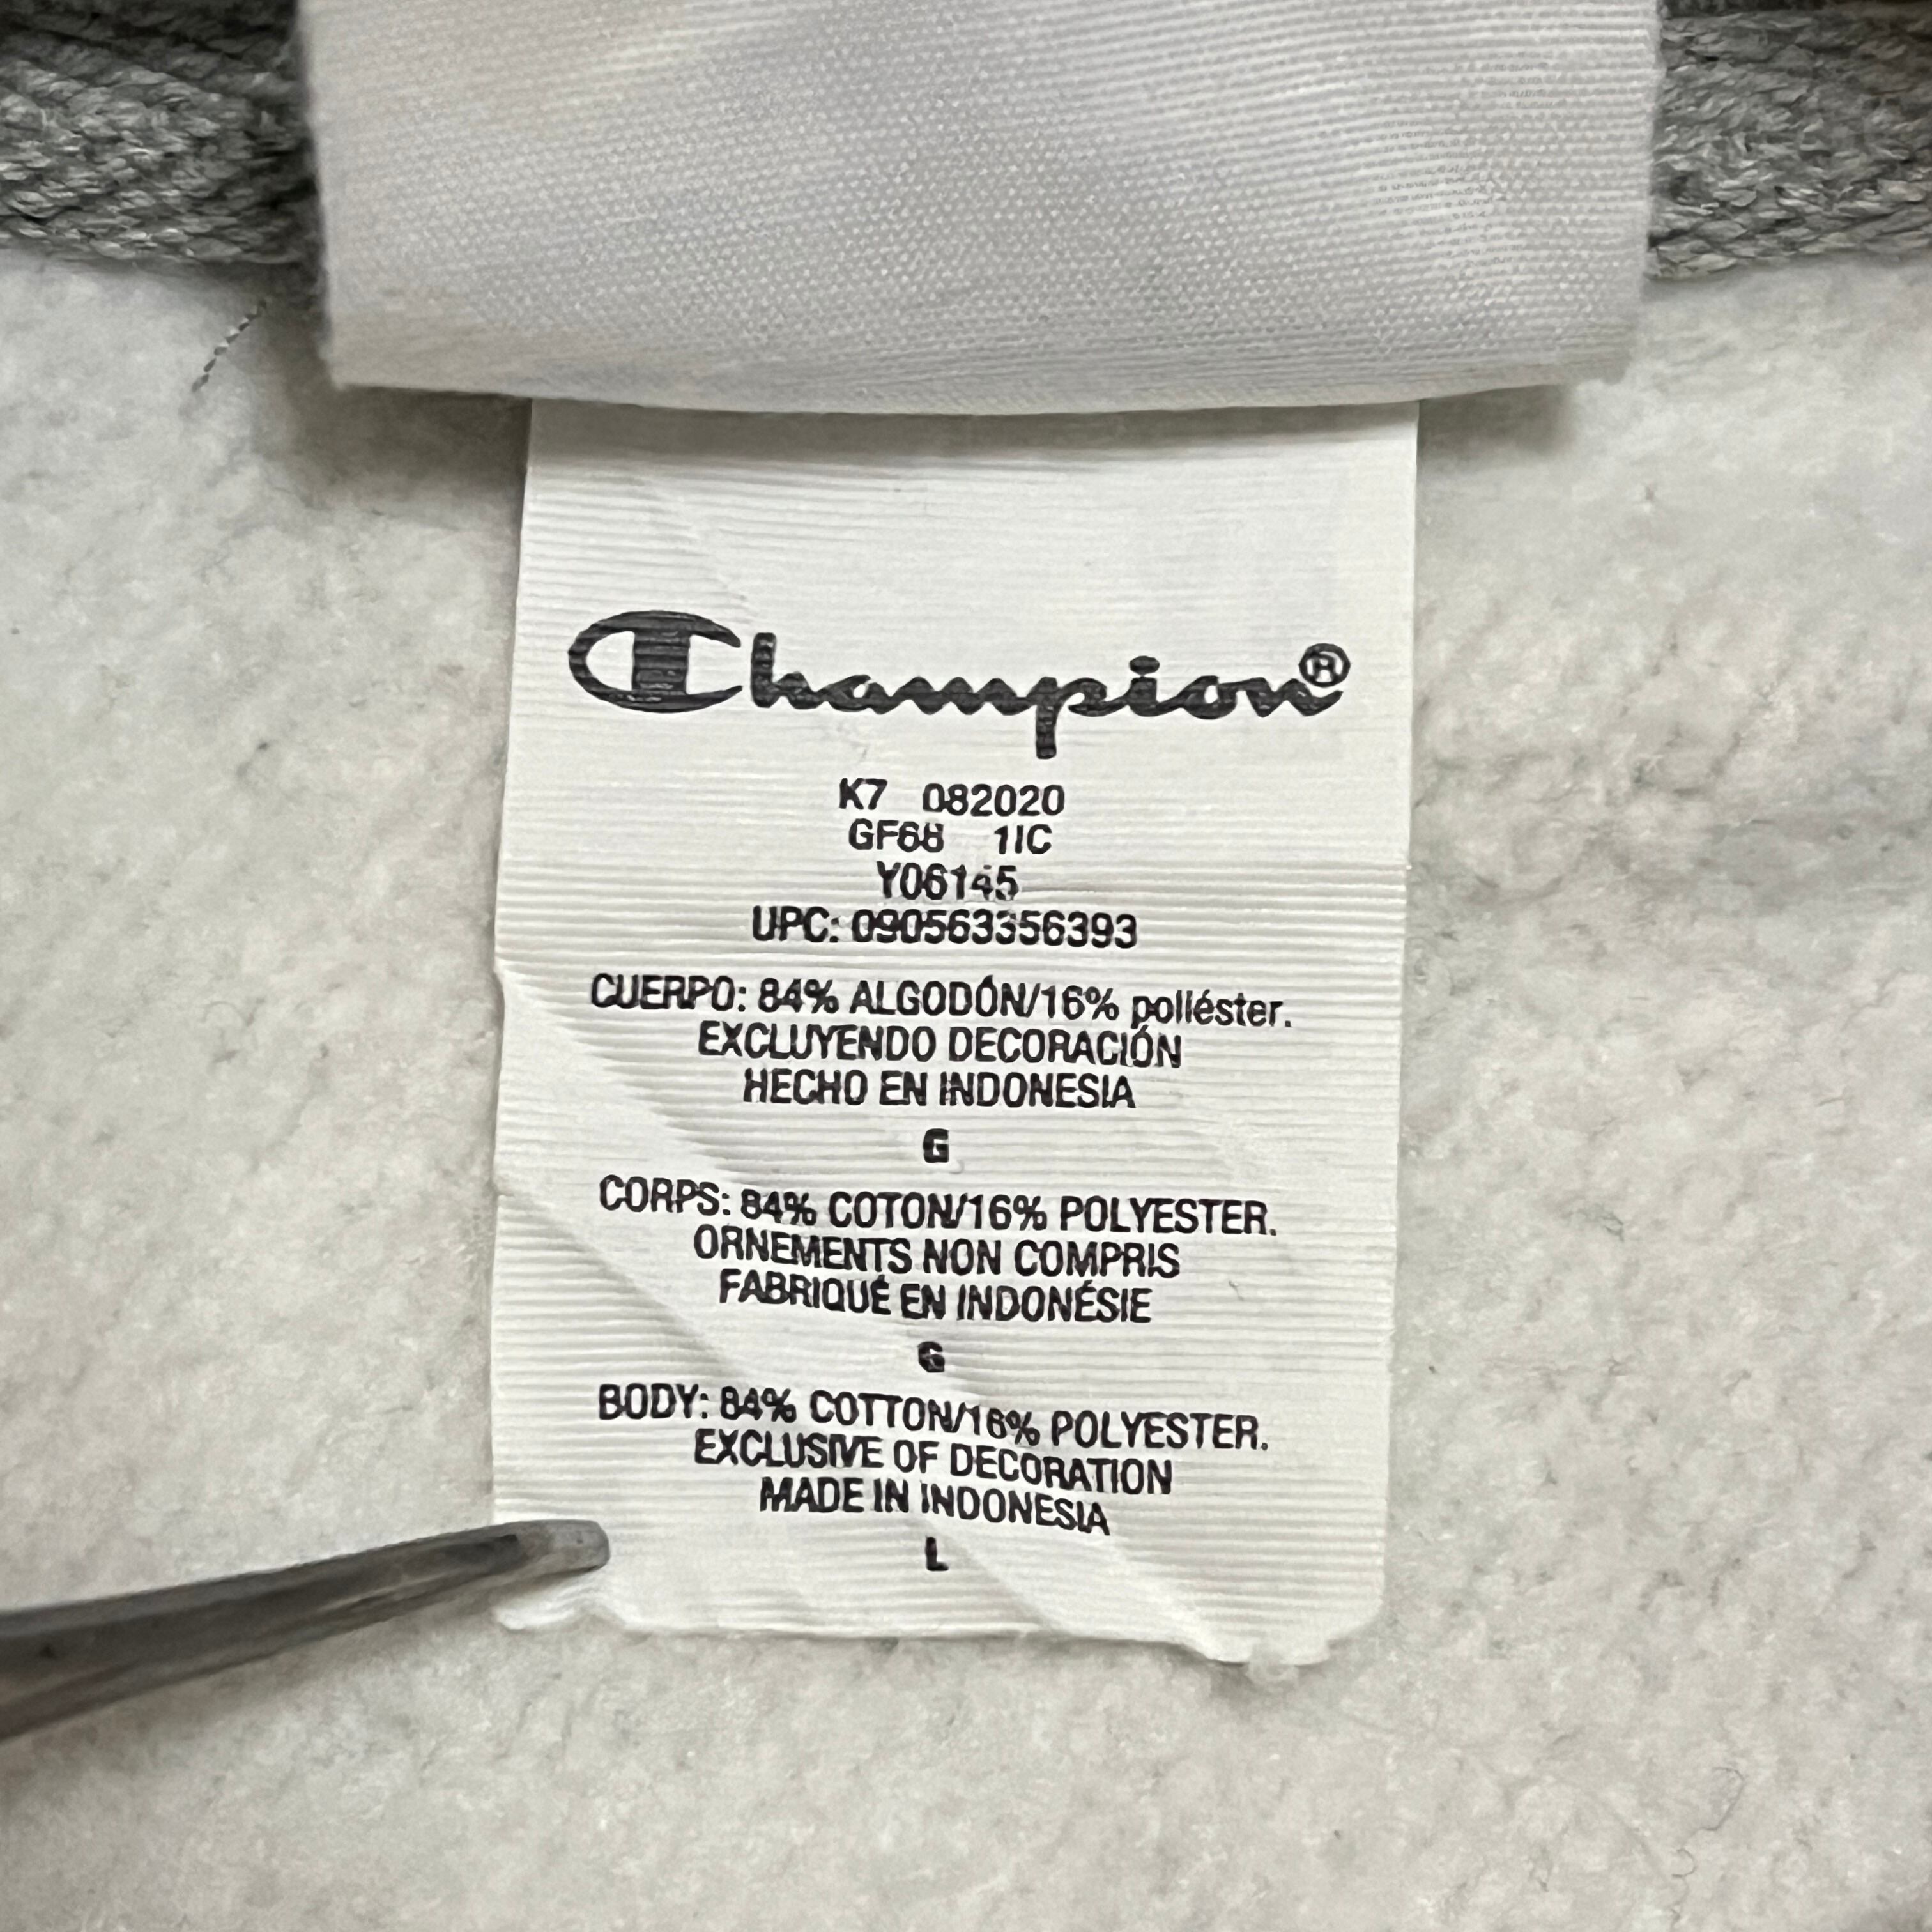 Champion®
K7 082020
GF68 1IC
Y06145
UPC: 090563356393
CUERPO: 84% ALGODÓN/16% poliéster.
EXCLUYENDO DECORACIÓN
HECHO EN INDONESIA
G
CORPS: 84% COTON/16% POLYESTER.
ORNEMENTS NON COMPRIS
FABRIQUÉ EN INDONÉSIE
G
BODY: 84% COTTON/16% POLYESTER.
EXCLUSIVE OF DECORATION
MADE IN INDONESIA
L